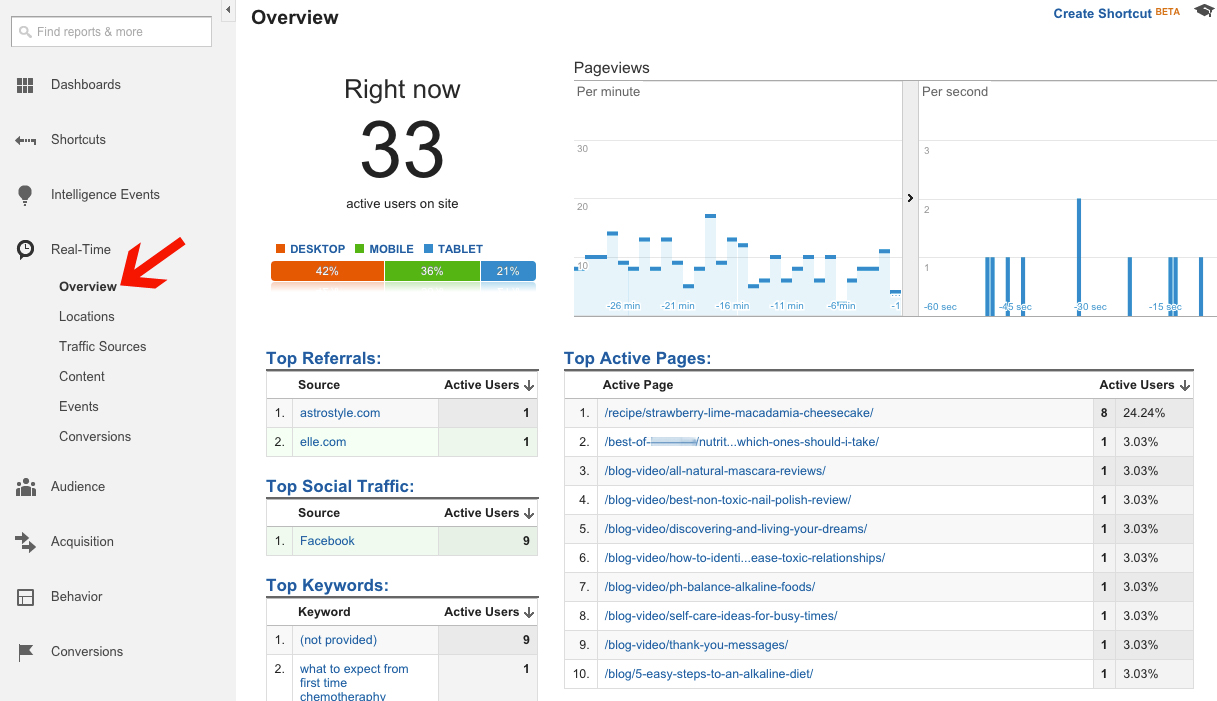 Find reports & more
Dashboards
Shortcuts
Intelligence Events
Real-Time
Overview
Locations
Traffic Sources
Content
Events
Conversions
Audience
Acquisition
Behavior
Conversions
Overview
Create Shortcut BETA
Right now
33
active users on site
DESKTOP MOBILE TABLET
42% 36% 21%
Pageviews
Per minute
30
20
10
-26 min -21 min -16 min -11 min -6 min -1
Per second
3
2
1
-60 sec -45 sec -30 sec -15 sec
Top Referrals:
Source Active Users
1. astrostyle.com 1
2. elle.com 1
Top Social Traffic:
Source Active Users
1. Facebook 9
Top Keywords:
Keyword Active Users
1. (not provided) 9
2. what to expect from 1
first time
chemotheraphy
Top Active Pages:
Active Page Active Users
1. /recipe/strawberry-lime-macadamia-cheesecake/ 8 24.24%
2. /best-of- /nutrit...which-ones-should-i-take/ 1 3.03%
3. /blog-video/all-natural-mascara-reviews/ 1 3.03%
4. /blog-video/best-non-toxic-nail-polish-review/ 1 3.03%
5. /blog-video/discovering-and-living-your-dreams/ 1 3.03%
6. /blog-video/how-to-identi...ease-toxic-relationships/ 1 3.03%
7. /blog-video/ph-balance-alkaline-foods/ 1 3.03%
8. /blog-video/self-care-ideas-for-busy-times/ 1 3.03%
9. /blog-video/thank-you-messages/ 1 3.03%
10. /blog/5-easy-steps-to-an-alkaline-diet/ 1 3.03%